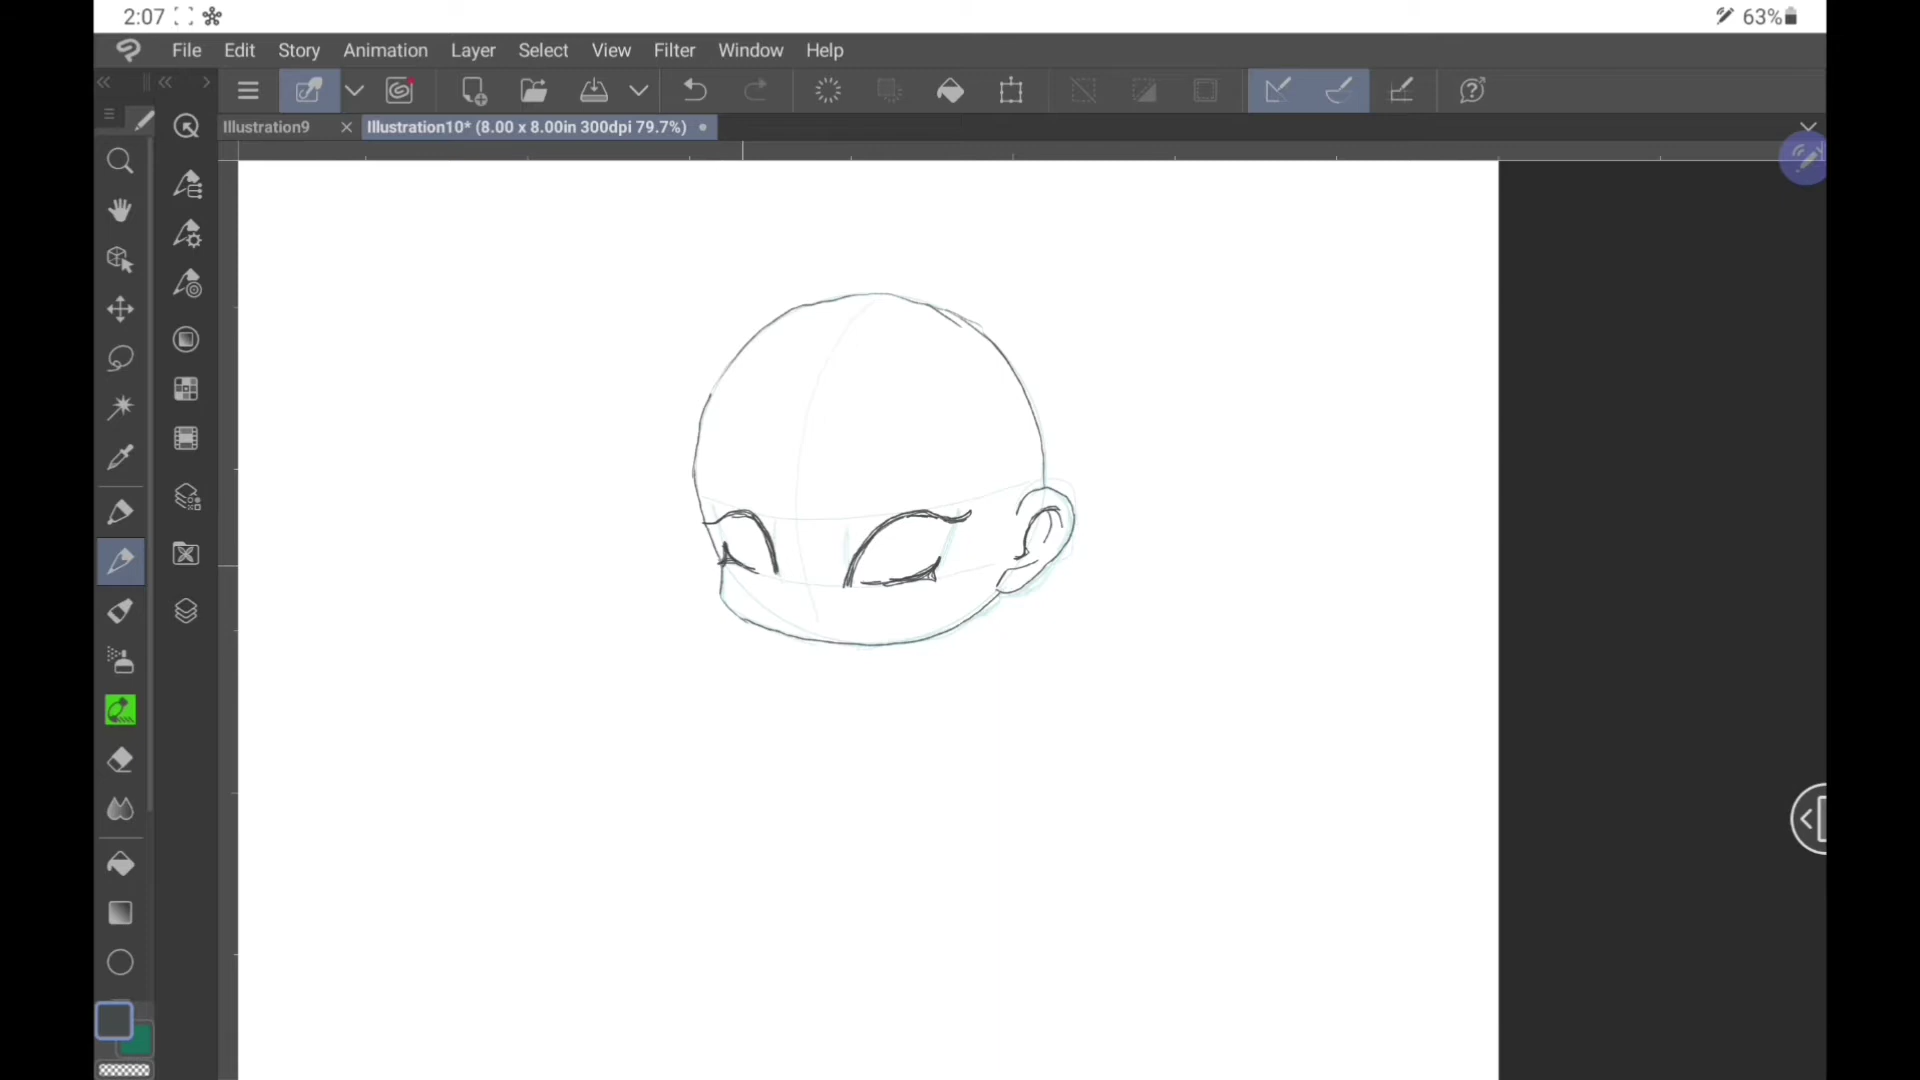 2:07 63%
File Edit Story Animation Layer Select View Filter Window Help
Illustration9 Illustration10* (8.00 x 8.00in 300dpi 79.7%)